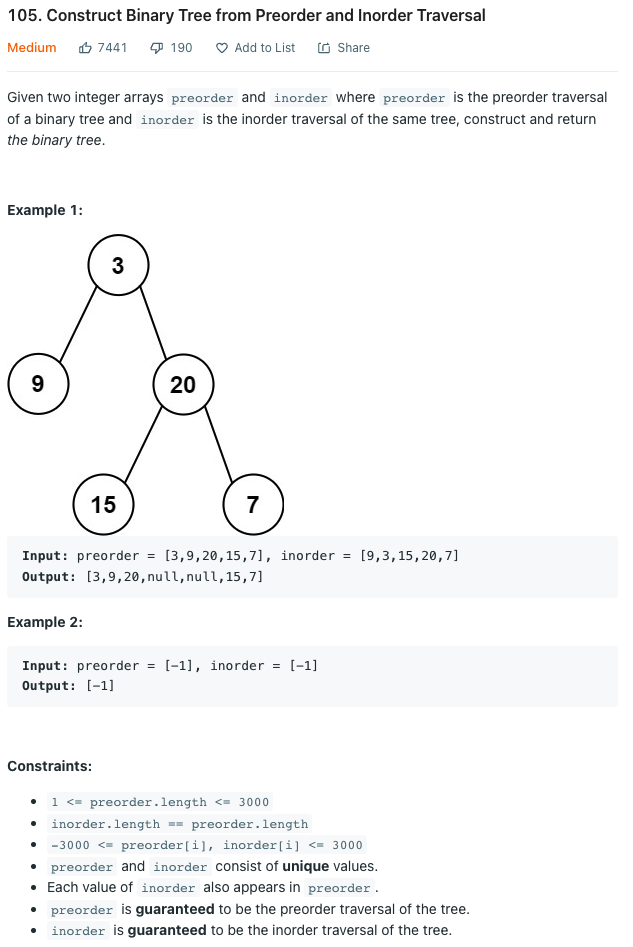 105. Construct Binary Tree from Preorder and Inorder Traversal
Medium 7441 190 Add to List Share
Given two integer arrays preorder and inorder where preorder is the preorder traversal
of a binary tree and inorder is the inorder traversal of the same tree, construct and return
the binary tree.
Example 1:
3
9 20
15 7
Input: preorder = [3,9,20,15,7], inorder = [9,3,15,20,7]
Output: [3,9,20,null,null,15,7]
Example 2:
Input: preorder = [-1], inorder = [-1]
Output: [-1]
Constraints:
• 1 <= preorder.length <= 3000
• inorder.length == preorder.length
• -3000 <= preorder[i], inorder[i] <= 3000
• preorder and inorder consist of unique values.
• Each value of inorder also appears in preorder.
• preorder is guaranteed to be the preorder traversal of the tree.
• inorder is guaranteed to be the inorder traversal of the tree.